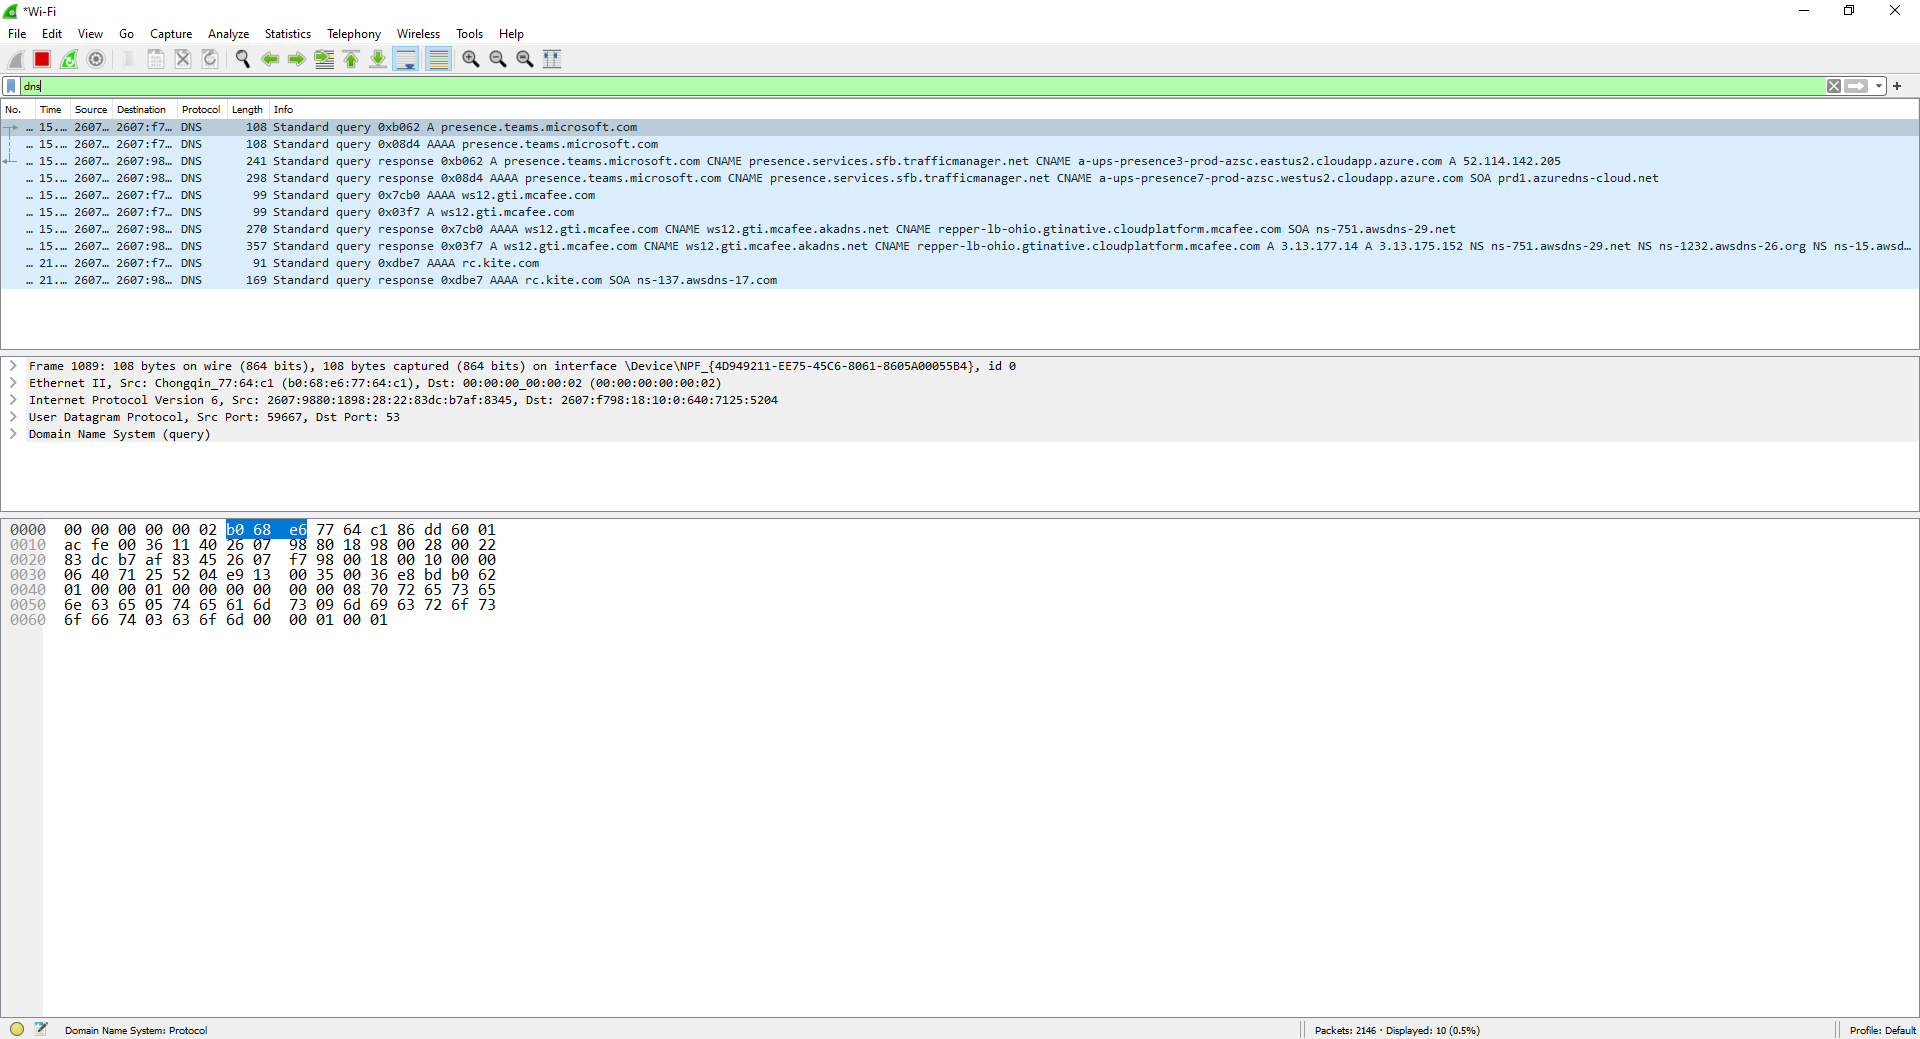 *Wi-Fi
File Edit View Go Capture Analyze Statistics Telephony Wireless Tools Help
dns
No. Time Source Destination Protocol Length Info
… 15.… 2607… 2607:f7… DNS 108 Standard query 0xb062 A presence.teams.microsoft.com
… 15.… 2607… 2607:f7… DNS 108 Standard query 0x08d4 AAAA presence.teams.microsoft.com
… 15.… 2607… 2607:98… DNS 241 Standard query response 0xb062 A presence.teams.microsoft.com CNAME presence.services.sfb.trafficmanager.net CNAME a-ups-presence3-prod-azsc.eastus2.cloudapp.azure.com A 52.114.142.205
… 15.… 2607… 2607:98… DNS 298 Standard query response 0x08d4 AAAA presence.teams.microsoft.com CNAME presence.services.sfb.trafficmanager.net CNAME a-ups-presence7-prod-azsc.westus2.cloudapp.azure.com SOA prd1.azuredns-cloud.net
… 15.… 2607… 2607:f7… DNS 99 Standard query 0x7cb0 AAAA ws12.gti.mcafee.com
… 15.… 2607… 2607:f7… DNS 99 Standard query 0x03f7 A ws12.gti.mcafee.com
… 15.… 2607… 2607:98… DNS 270 Standard query response 0x7cb0 AAAA ws12.gti.mcafee.com CNAME ws12.gti.mcafee.akadns.net CNAME repper-lb-ohio.gtinative.cloudplatform.mcafee.com SOA ns-751.awsdns-29.net
… 15.… 2607… 2607:98… DNS 357 Standard query response 0x03f7 A ws12.gti.mcafee.com CNAME ws12.gti.mcafee.akadns.net CNAME repper-lb-ohio.gtinative.cloudplatform.mcafee.com A 3.13.177.14 A 3.13.175.152 NS ns-751.awsdns-29.net NS ns-1232.awsdns-26.org NS ns-15.awsd…
… 21.… 2607… 2607:f7… DNS 91 Standard query 0xdbe7 AAAA rc.kite.com
… 21.… 2607… 2607:98… DNS 169 Standard query response 0xdbe7 AAAA rc.kite.com SOA ns-137.awsdns-17.com
Frame 1089: 108 bytes on wire (864 bits), 108 bytes captured (864 bits) on interface \Device\NPF_{4D949211-EE75-45C6-8061-8605A00055B4}, id 0
Ethernet II, Src: Chongqin_77:64:c1 (b0:68:e6:77:64:c1), Dst: 00:00:00_00:00:02 (00:00:00:00:00:02)
Internet Protocol Version 6, Src: 2607:9880:1898:28:22:83dc:b7af:8345, Dst: 2607:f798:18:10:0:640:7125:5204
User Datagram Protocol, Src Port: 59667, Dst Port: 53
Domain Name System (query)
0000 00 00 00 00 00 02 b0 68 e6 77 64 c1 86 dd 60 01
0010 ac fe 00 36 11 40 26 07 98 80 18 98 00 28 00 22
0020 83 dc b7 af 83 45 26 07 f7 98 00 18 00 10 00 00
0030 06 40 71 25 52 04 e9 13 00 35 00 36 e8 bd b0 62
0040 01 00 00 01 00 00 00 00 00 00 08 70 72 65 73 65
0050 6e 63 65 05 74 65 61 6d 73 09 6d 69 63 72 6f 73
0060 6f 66 74 03 63 6f 6d 00 00 01 00 01
Domain Name System: Protocol Packets: 2146 · Displayed: 10 (0.5%) Profile: Default